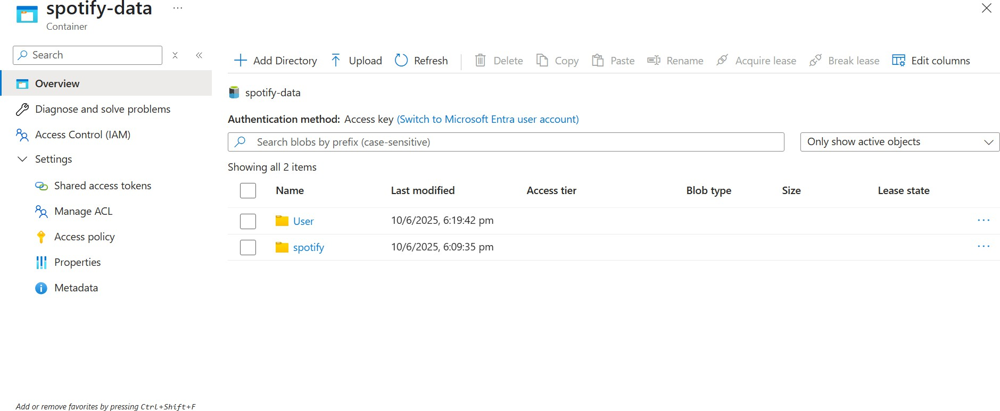 spotify-data ...
Container
Search
Overview
Diagnose and solve problems
Access Control (IAM)
Settings
Shared access tokens
Manage ACL
Access policy
Properties
Metadata
Add or remove favorites by pressing Ctrl+Shift+F
Add Directory Upload Refresh Delete Copy Paste Rename Acquire lease Break lease Edit columns
spotify-data
Authentication method: Access key (Switch to Microsoft Entra user account)
Search blobs by prefix (case-sensitive) Only show active objects
Showing all 2 items
Name Last modified Access tier Blob type Size Lease state
User 10/6/2025, 6:19:42 pm ...
spotify 10/6/2025, 6:09:35 pm ...